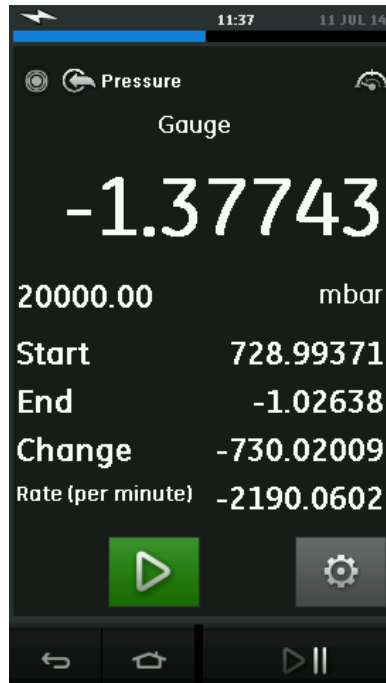 11:37 11 JUL 14
Pressure
Gauge
-1.37743
20000.00 mbar
Start 728.99371
End -1.02638
Change -730.02009
Rate (per minute) -2190.0602